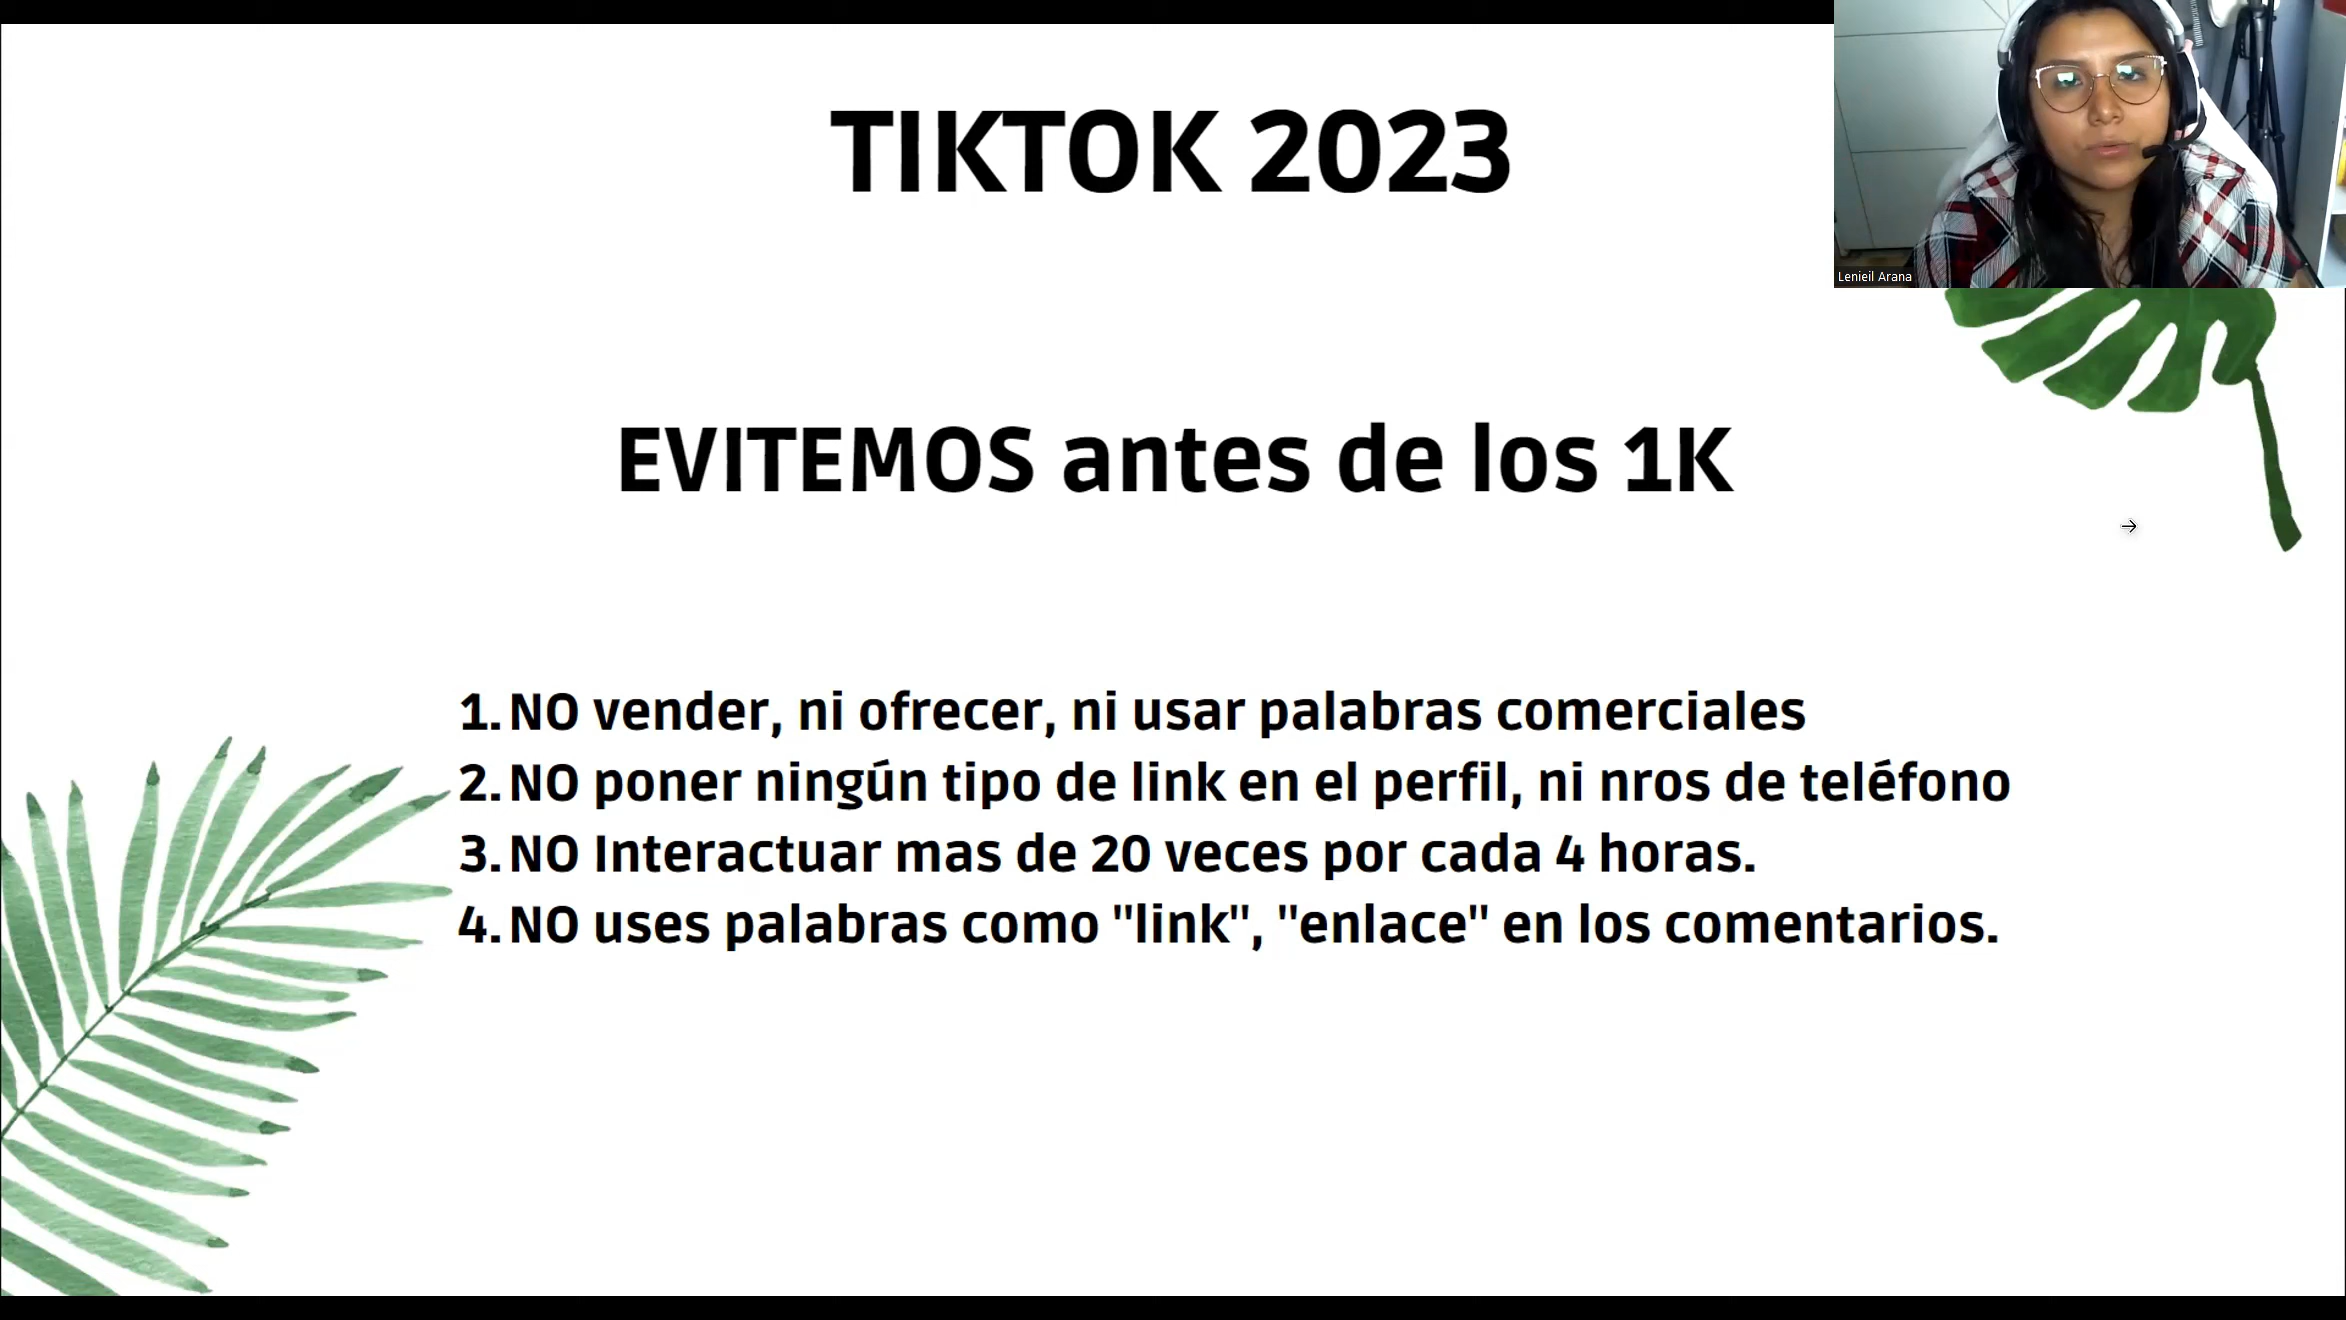 TIKTOK 2023
Lenieil Arana
EVITEMOS antes de los 1K
1. NO vender, ni ofrecer, ni usar palabras comerciales
2. NO poner ningún tipo de link en el perfil, ni nros de teléfono
3. NO Interactuar mas de 20 veces por cada 4 horas.
4. NO uses palabras como "link", "enlace" en los comentarios.